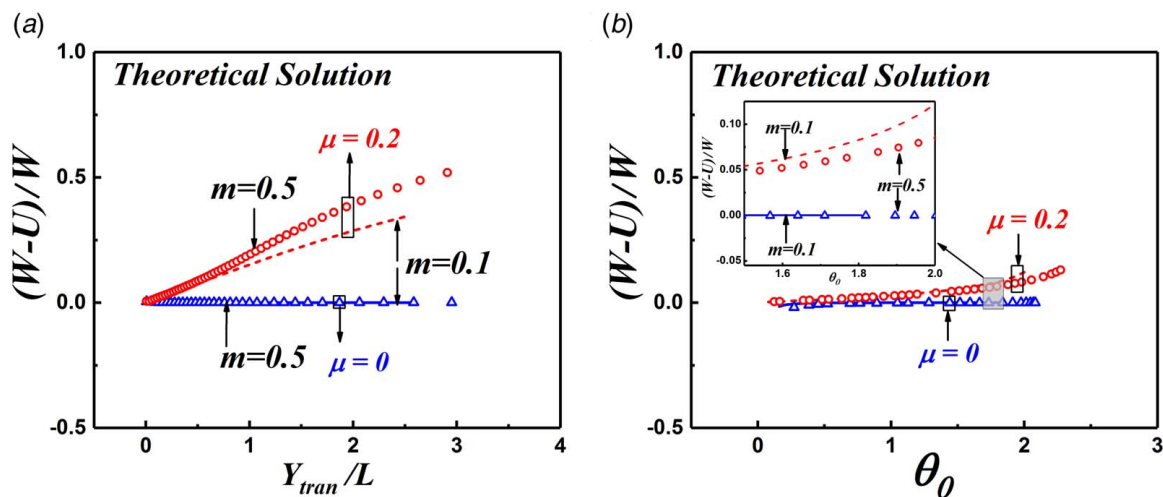 (a)
Theoretical Solution
(W-U)/W
1.0
0.5
0.0
-0.5
μ = 0.2
m=0.5
m=0.1
m=0.5
μ = 0
0
1
2
3
4
Y_tran /L
(b)
Theoretical Solution
(W-U)/W
1.0
0.5
0.0
-0.5
(W-U)/W
0.10
0.05
0.00
-0.05
m=0.1
m=0.5
m=0.1
1.6
1.8
2.0
θ₀
μ = 0.2
μ = 0
0
1
2
3
θ₀